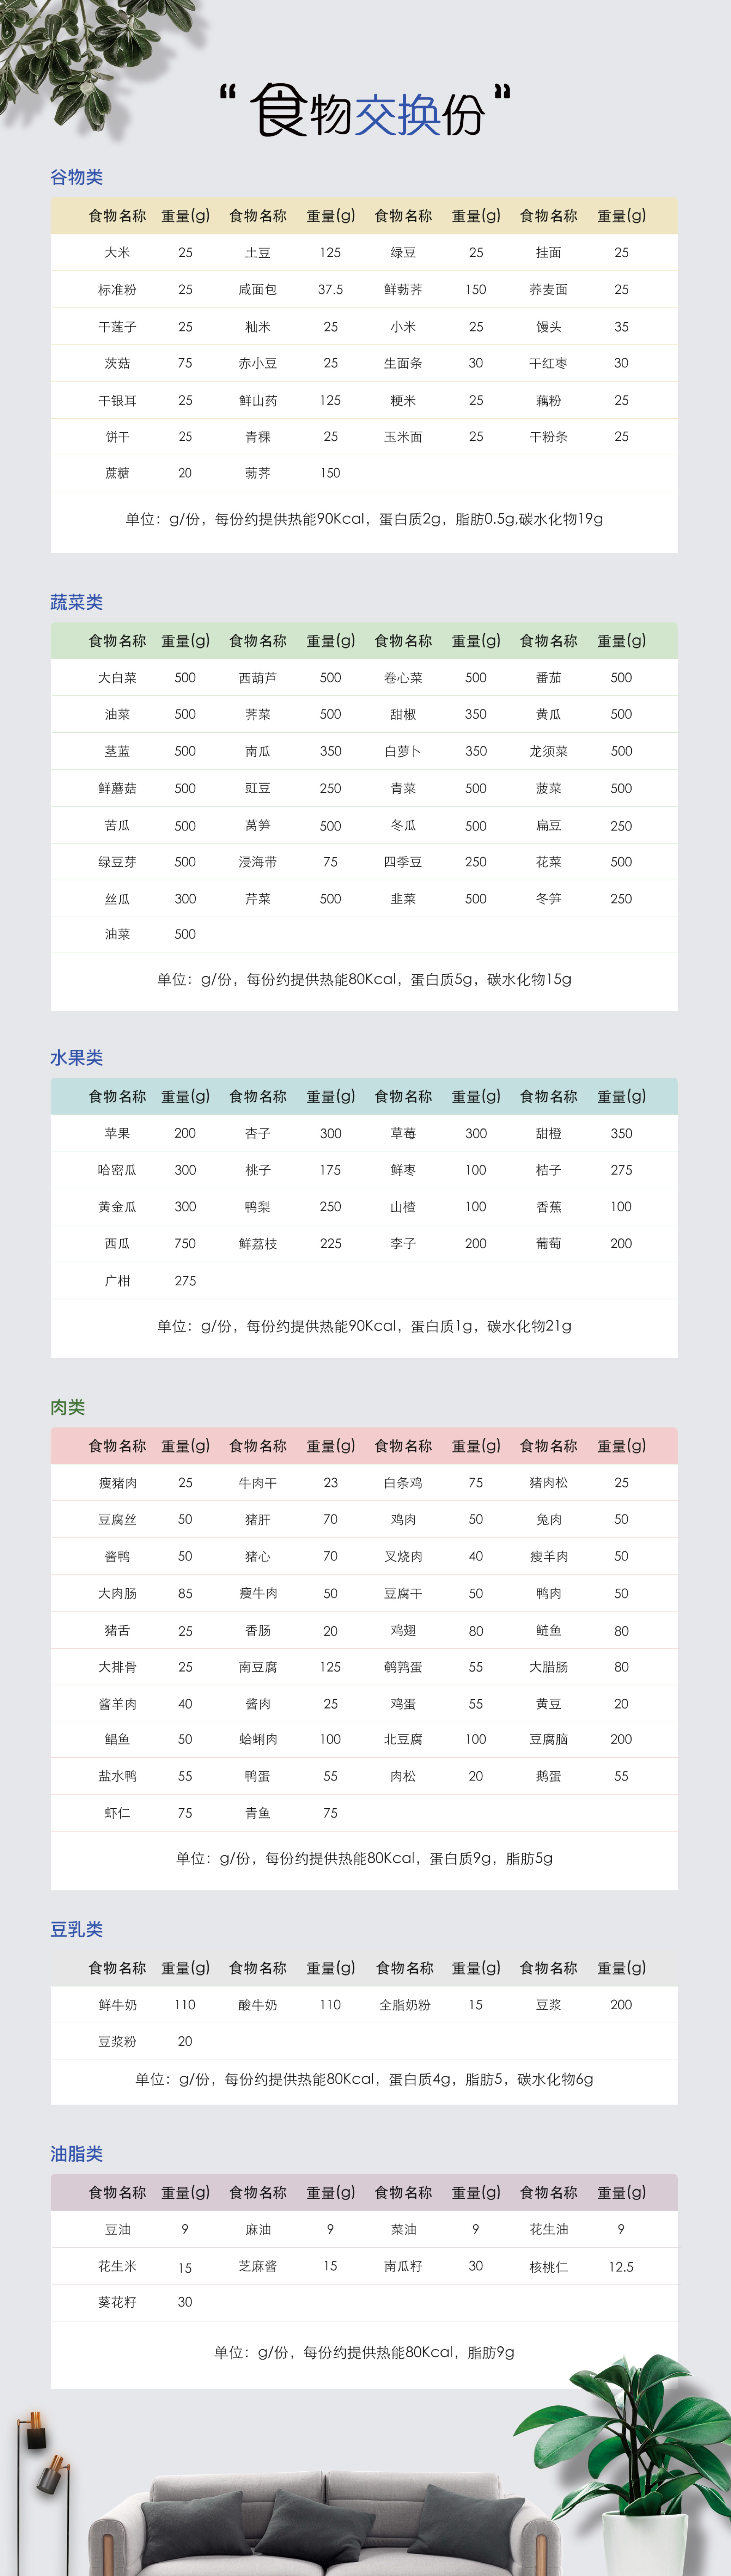 “食物交换份”
谷物类
食物名称 重量(g) 食物名称 重量(g) 食物名称 重量(g) 食物名称 重量(g)
大米 25 土豆 125 绿豆 25 挂面 25
标准粉 25 咸面包 37.5 鲜荸荠 150 荞麦面 25
干莲子 25 籼米 25 小米 25 馒头 35
茨菇 75 赤小豆 25 生面条 30 干红枣 30
干银耳 25 鲜山药 125 粳米 25 藕粉 25
饼干 25 青稞 25 玉米面 25 干粉条 25
蔗糖 20 荸荠 150
单位：g/份，每份约提供热能90Kcal，蛋白质2g，脂肪0.5g,碳水化物19g
蔬菜类
食物名称 重量(g) 食物名称 重量(g) 食物名称 重量(g) 食物名称 重量(g)
大白菜 500 西葫芦 500 卷心菜 500 番茄 500
油菜 500 荠菜 500 甜椒 350 黄瓜 500
茎蓝 500 南瓜 350 白萝卜 350 龙须菜 500
鲜蘑菇 500 豇豆 250 青菜 500 菠菜 500
苦瓜 500 莴笋 500 冬瓜 500 扁豆 250
绿豆芽 500 浸海带 75 四季豆 250 花菜 500
丝瓜 300 芹菜 500 韭菜 500 冬笋 250
油菜 500
单位：g/份，每份约提供热能80Kcal，蛋白质5g，碳水化物15g
水果类
食物名称 重量(g) 食物名称 重量(g) 食物名称 重量(g) 食物名称 重量(g)
苹果 200 杏子 300 草莓 300 甜橙 350
哈密瓜 300 桃子 175 鲜枣 100 桔子 275
黄金瓜 300 鸭梨 250 山楂 100 香蕉 100
西瓜 750 鲜荔枝 225 李子 200 葡萄 200
广柑 275
单位：g/份，每份约提供热能90Kcal，蛋白质1g，碳水化物21g
肉类
食物名称 重量(g) 食物名称 重量(g) 食物名称 重量(g) 食物名称 重量(g)
瘦猪肉 25 牛肉干 23 白条鸡 75 猪肉松 25
豆腐丝 50 猪肝 70 鸡肉 50 兔肉 50
酱鸭 50 猪心 70 叉烧肉 40 瘦羊肉 50
大肉肠 85 瘦牛肉 50 豆腐干 50 鸭肉 50
猪舌 25 香肠 20 鸡翅 80 鲢鱼 80
大排骨 25 南豆腐 125 鹌鹑蛋 55 大腊肠 80
酱羊肉 40 酱肉 25 鸡蛋 55 黄豆 20
鲳鱼 50 蛤蜊肉 100 北豆腐 100 豆腐脑 200
盐水鸭 55 鸭蛋 55 肉松 20 鹅蛋 55
虾仁 75 青鱼 75
单位：g/份，每份约提供热能80Kcal，蛋白质9g，脂肪5g
豆乳类
食物名称 重量(g) 食物名称 重量(g) 食物名称 重量(g) 食物名称 重量(g)
鲜牛奶 110 酸牛奶 110 全脂奶粉 15 豆浆 200
豆浆粉 20
单位：g/份，每份约提供热能80Kcal，蛋白质4g，脂肪5，碳水化物6g
油脂类
食物名称 重量(g) 食物名称 重量(g) 食物名称 重量(g) 食物名称 重量(g)
豆油 9 麻油 9 菜油 9 花生油 9
花生米 15 芝麻酱 15 南瓜籽 30 核桃仁 12.5
葵花籽 30
单位：g/份，每份约提供热能80Kcal，脂肪9g